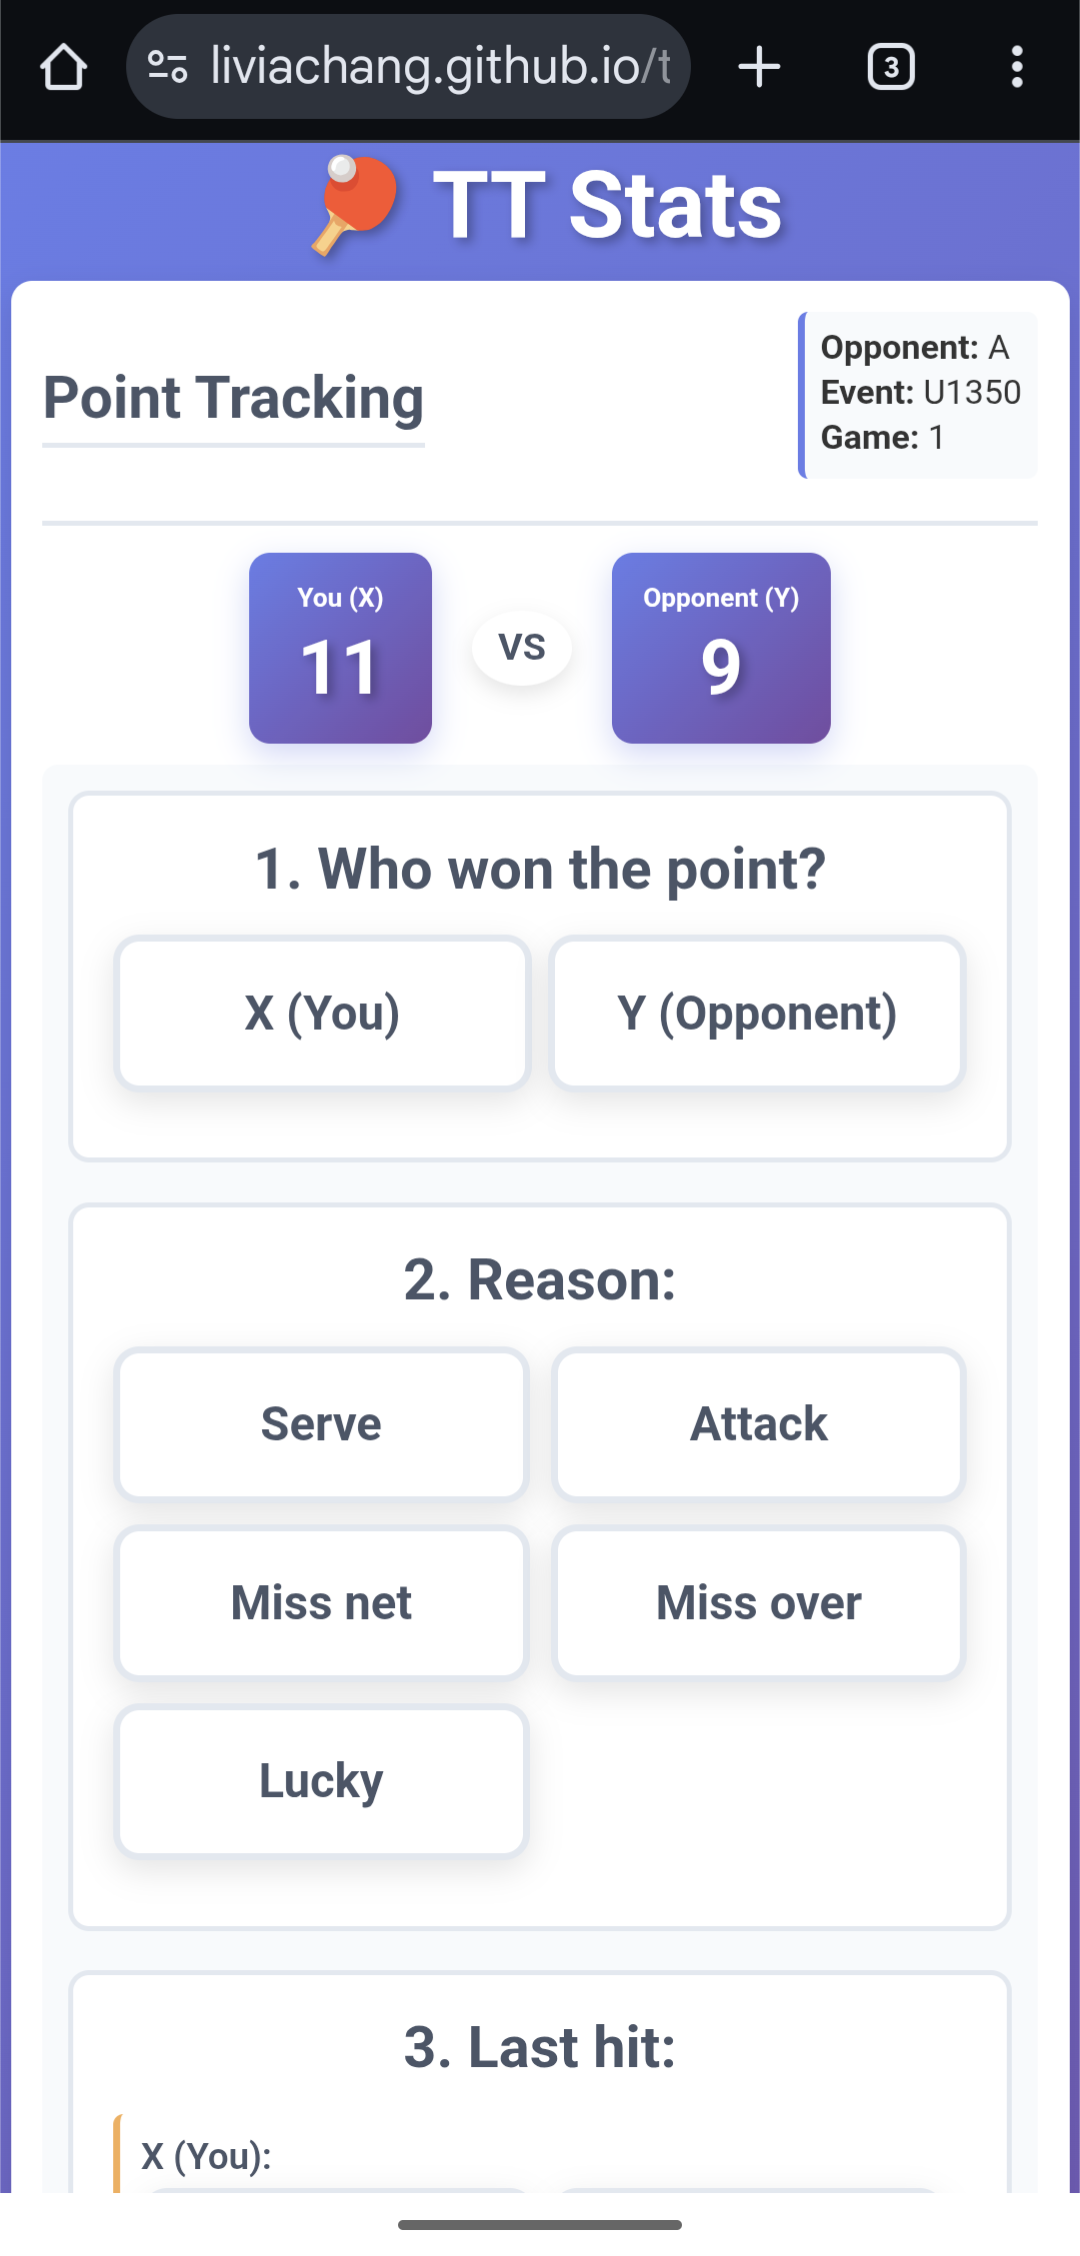 liviachang.github.io/t
3
TT Stats
Point Tracking
Opponent: A
Event: U1350
Game: 1
You (X)
11
VS
Opponent (Y)
9
1. Who won the point?
X (You)
Y (Opponent)
2. Reason:
Serve
Attack
Miss net
Miss over
Lucky
3. Last hit:
X (You):